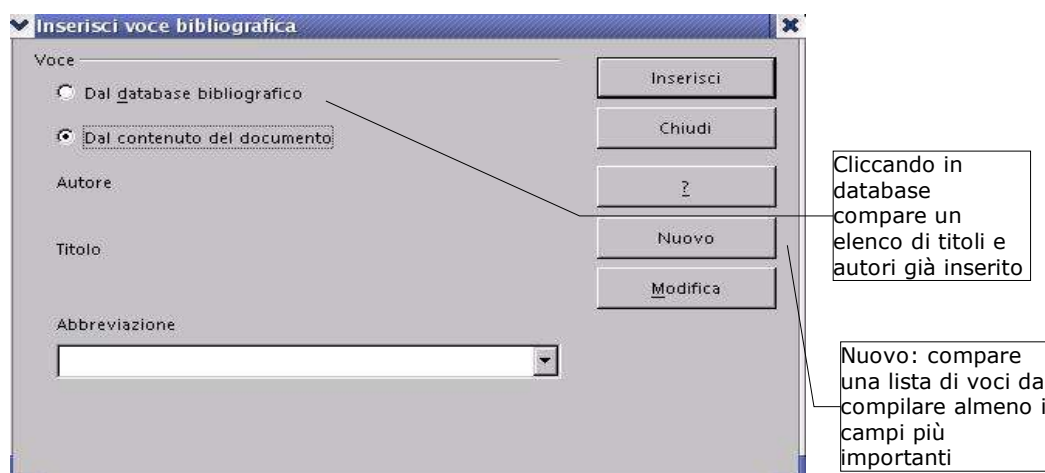 Inserisci voce bibliografica
Voce
Dal database bibliografico
Dal contenuto del documento
Autore
Titolo
Abbreviazione
Inserisci
Chiudi
?
Nuovo
Modifica
Cliccando in
database
compare un
elenco di titoli e
autori già inserito
Nuovo: compare
una lista di voci da
compilare almeno i
campi più
importanti